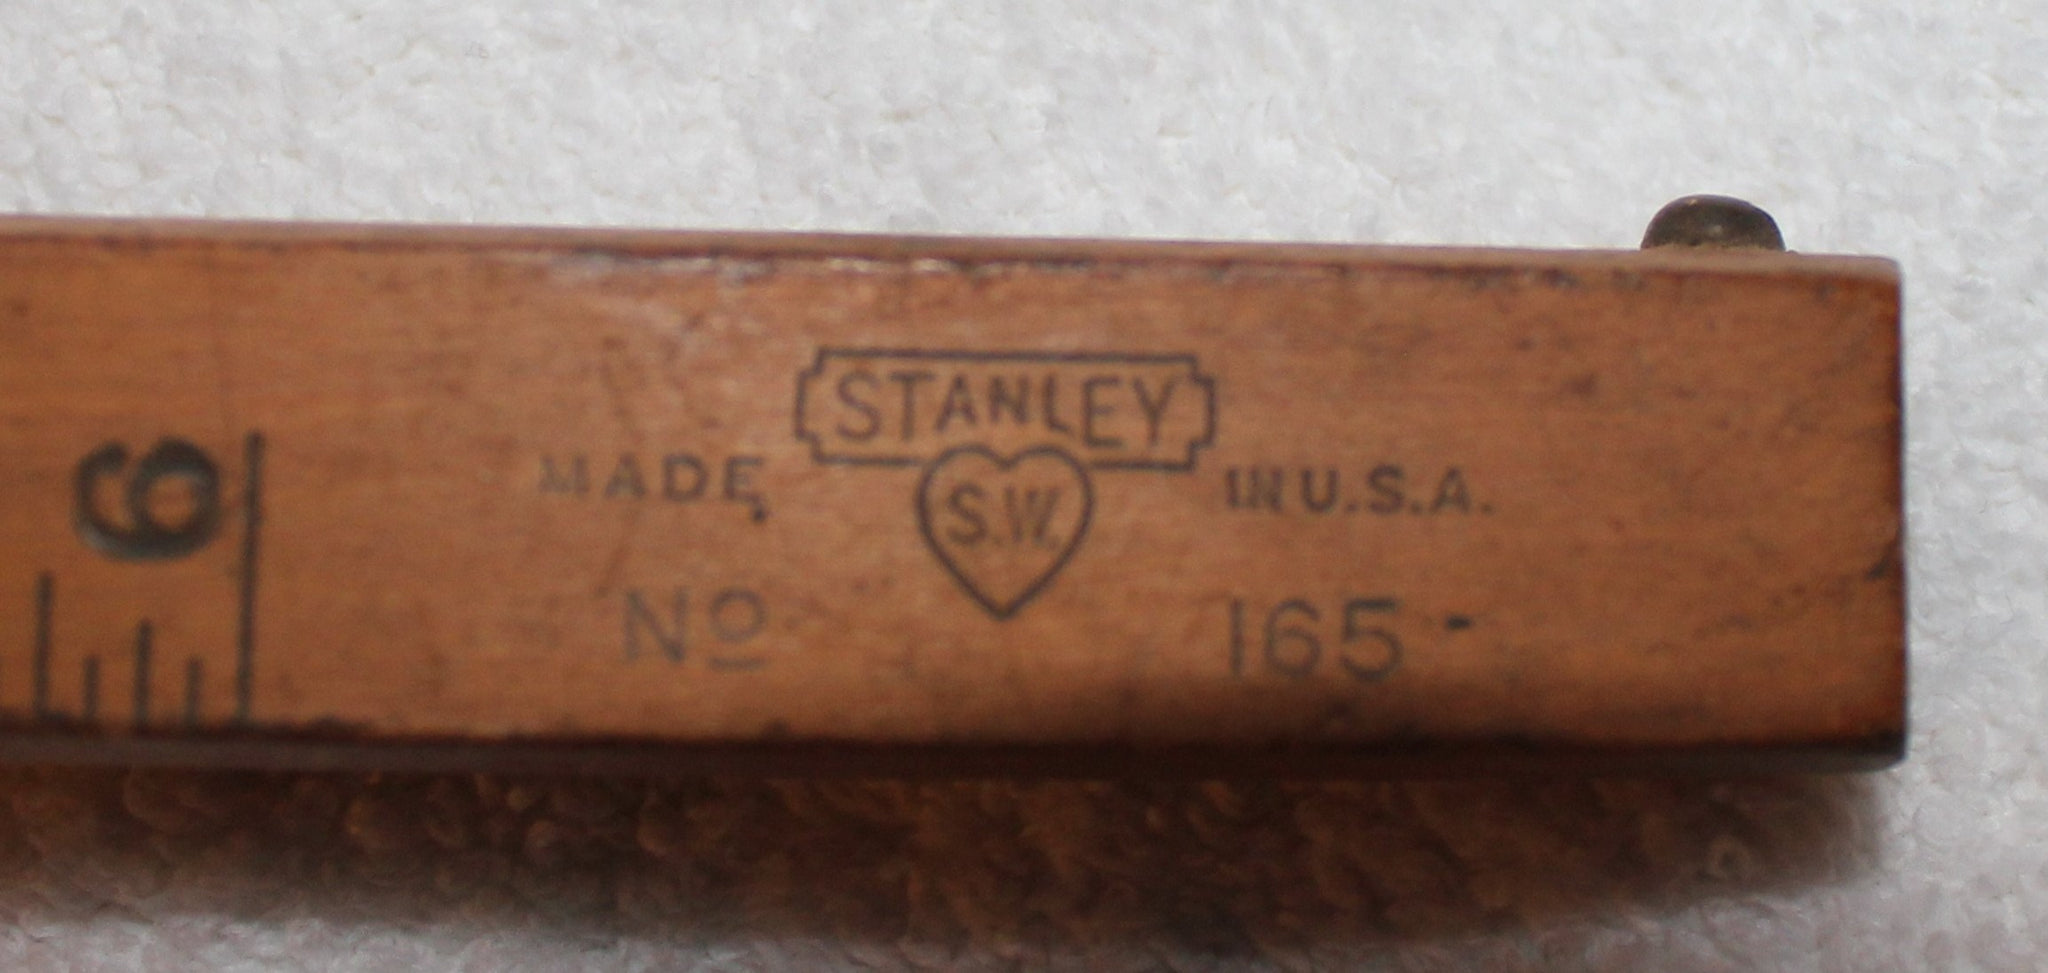 STANLEY
MADE IN U.S.A.
S.W.
No 165
6